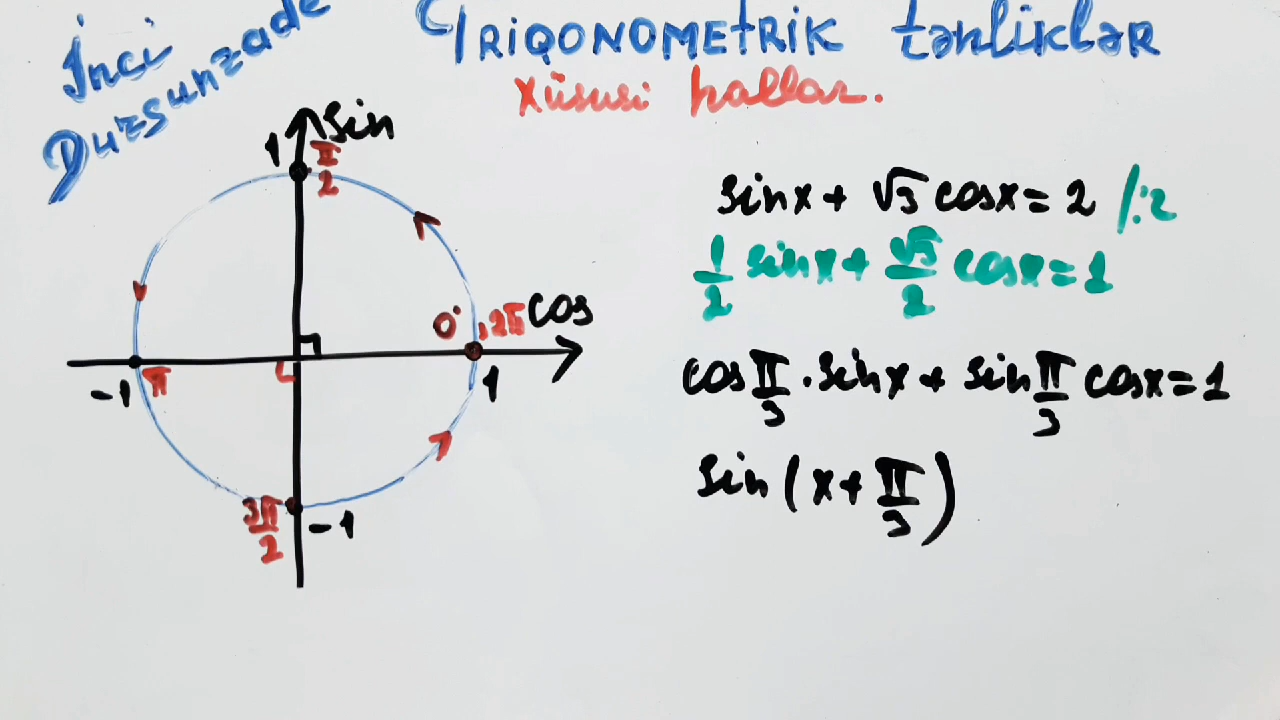 İnci
Dursunzade
Triqonometrik tənliklər
Xüsusi hallar.
sin
1
π/2
sinx + √3 cosx = 2 /:2
1/2 sinx + √3/2 cosx = 1
0° ,2π cos
-1 π 1
cos π/3 · sinx + sin π/3 cosx = 1
sin (x + π/3)
3π/2 -1